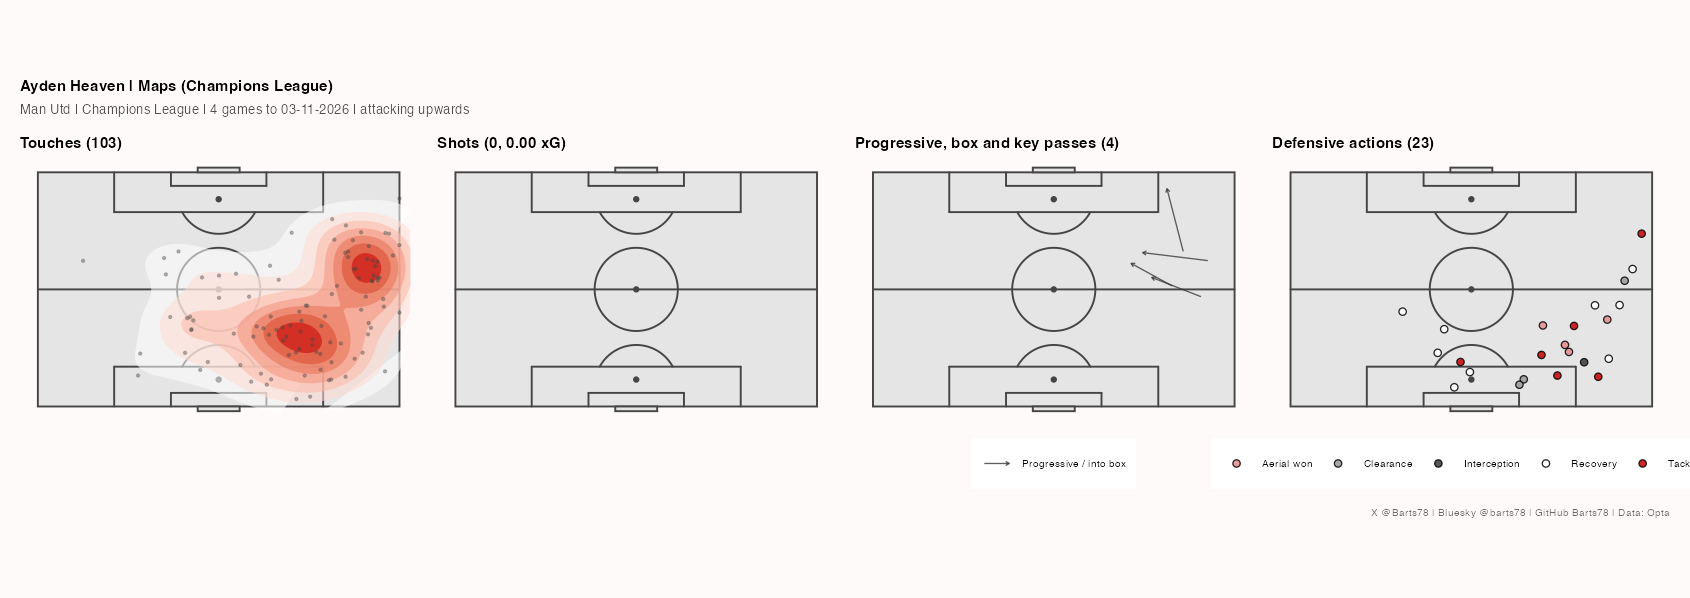 Ayden Heaven | Maps (Champions League)
Man Utd | Champions League | 4 games to 03-11-2026 | attacking upwards
Touches (103)
Shots (0, 0.00 xG)
Progressive, box and key passes (4)
Defensive actions (23)
Progressive / into box
Aerial won
Clearance
Interception
Recovery
Tack
X @Barts78 | Bluesky @barts78 | GitHub Barts78 | Data: Opta